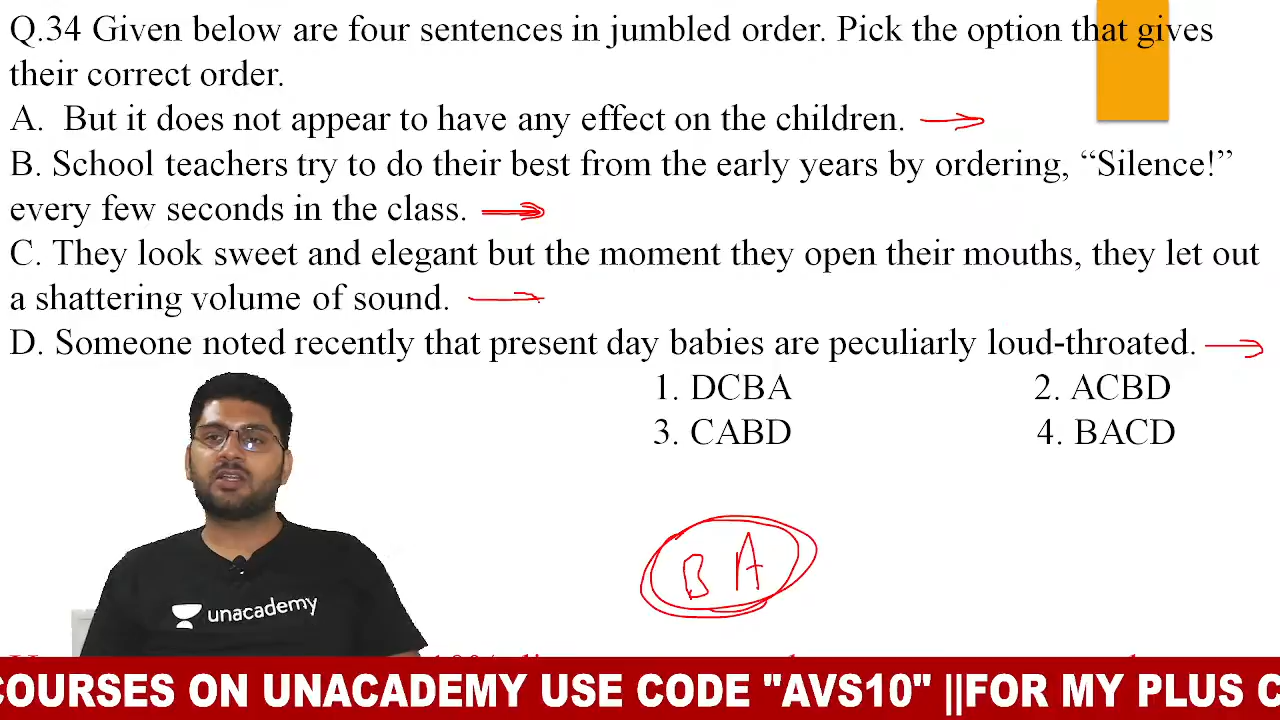 Q.34 Given below are four sentences in jumbled order. Pick the option that gives
their correct order.
A.  But it does not appear to have any effect on the children.
B. School teachers try to do their best from the early years by ordering, “Silence!”
every few seconds in the class.
C. They look sweet and elegant but the moment they open their mouths, they let out
a shattering volume of sound.
D. Someone noted recently that present day babies are peculiarly loud-throated.
1. DCBA 2. ACBD
3. CABD 4. BACD
B A
unacademy
COURSES ON UNACADEMY USE CODE "AVS10" ||FOR MY PLUS C